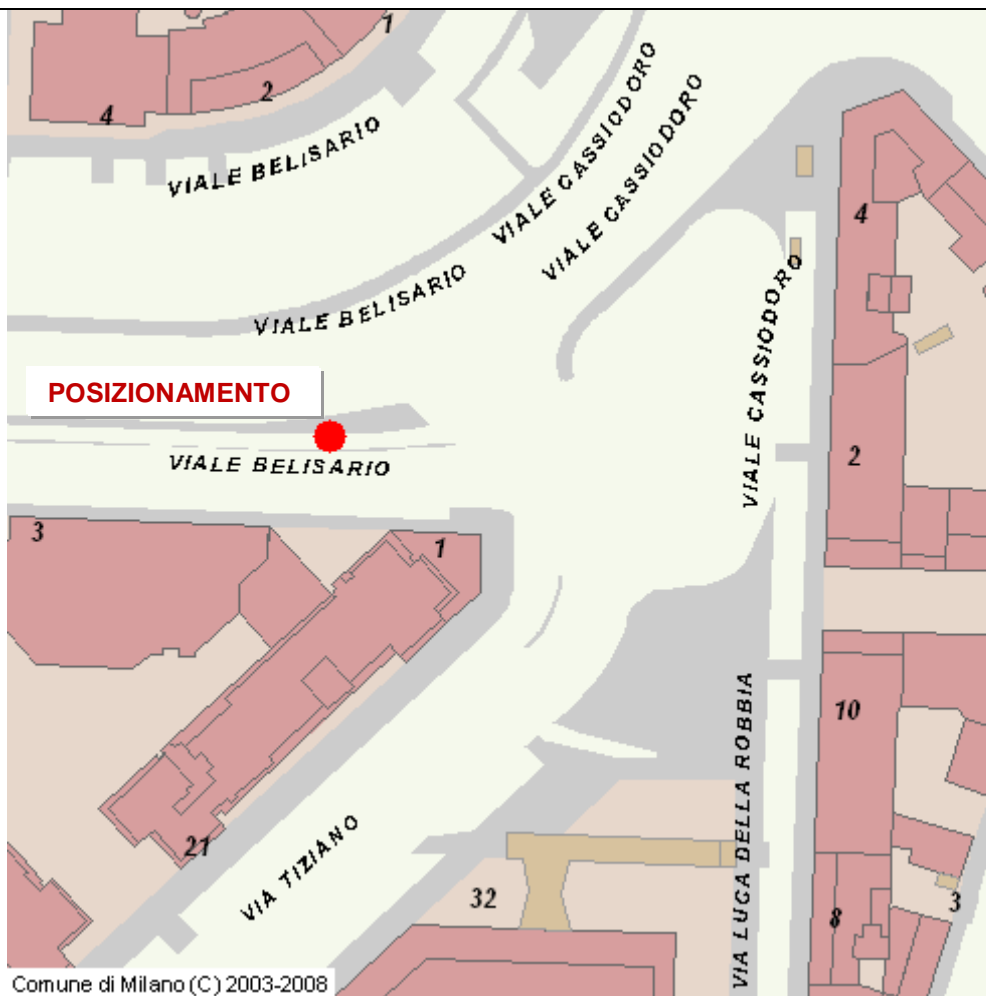 1
2
4
VIALE BELISARIO
VIALE CASSIODORO
VIALE CASSIODORO
4
VIALE BELISARIO
VIALE CASSIODORO
POSIZIONAMENTO
VIALE BELISARIO
2
3
1
10
VIA LUCA DELLA ROBBIA
21
VIA TIZIANO
32
8
3
Comune di Milano (C) 2003-2008